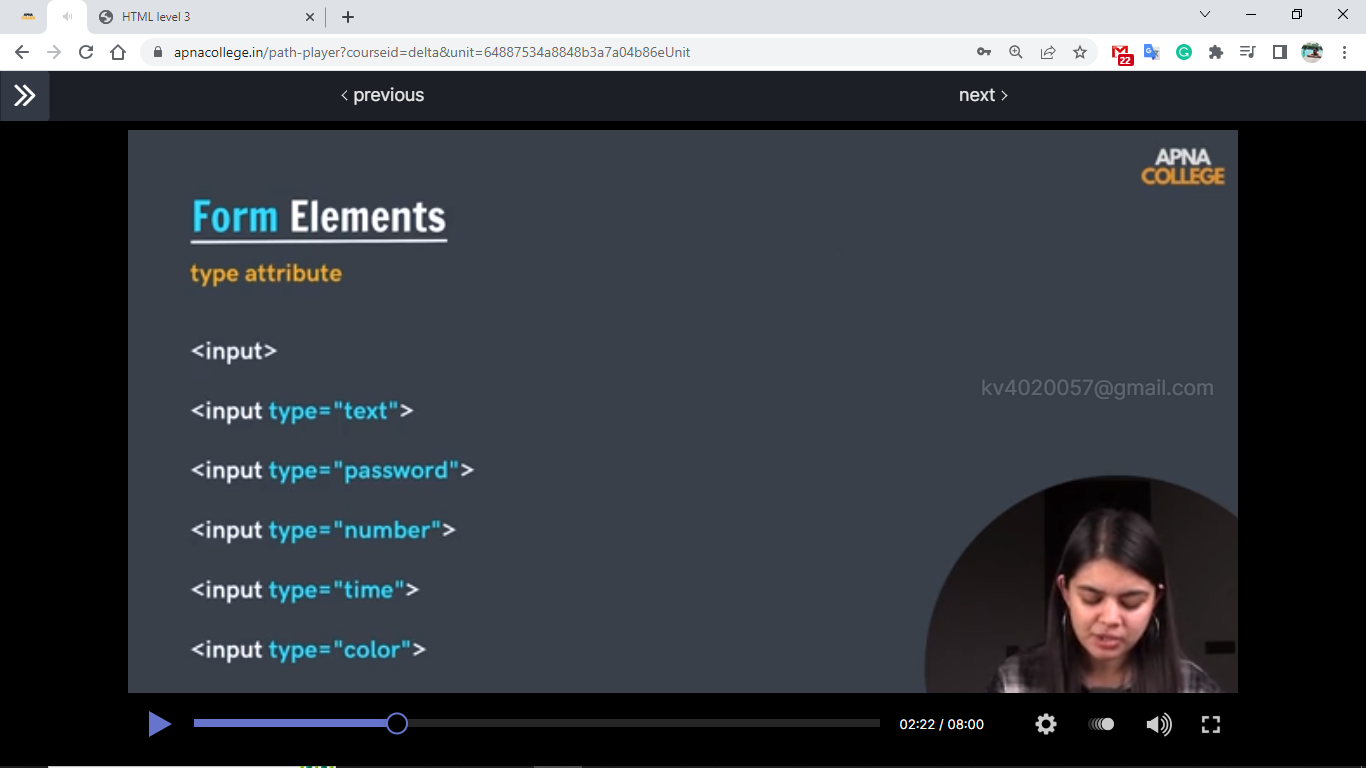 HTML level 3
apnacollege.in/path-player?courseid=delta&unit=64887534a8848b3a7a04b86eUnit
22
‹ previous
next ›
APNA
COLLEGE
Form Elements
type attribute
<input>
kv4020057@gmail.com
<input type="text">
<input type="password">
<input type="number">
<input type="time">
<input type="color">
02:22 / 08:00